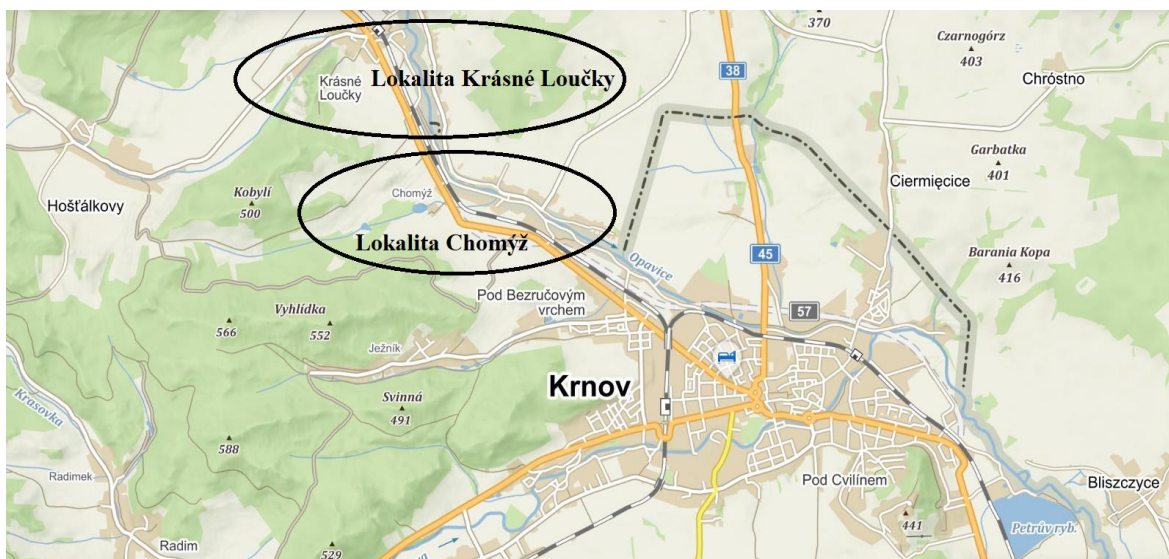 370
Czarnogórz
403
38
Chróstno
Krásné
Loučky
Lokalita Krásné Loučky
Garbatka
401
Ciermięcice
Kobylí
500
Chomýž
Hošťálkovy
Lokalita Chomýž
Opavice
45
Barania Kopa
416
Pod Bezručovým
vrchem
57
Vyhlídka
566
552
Ježník
Krnov
Svinná
491
Krasovka
588
Radimek
Pod Cvilínem
Bliszczyce
441
Petrův ryb.
Radim
529